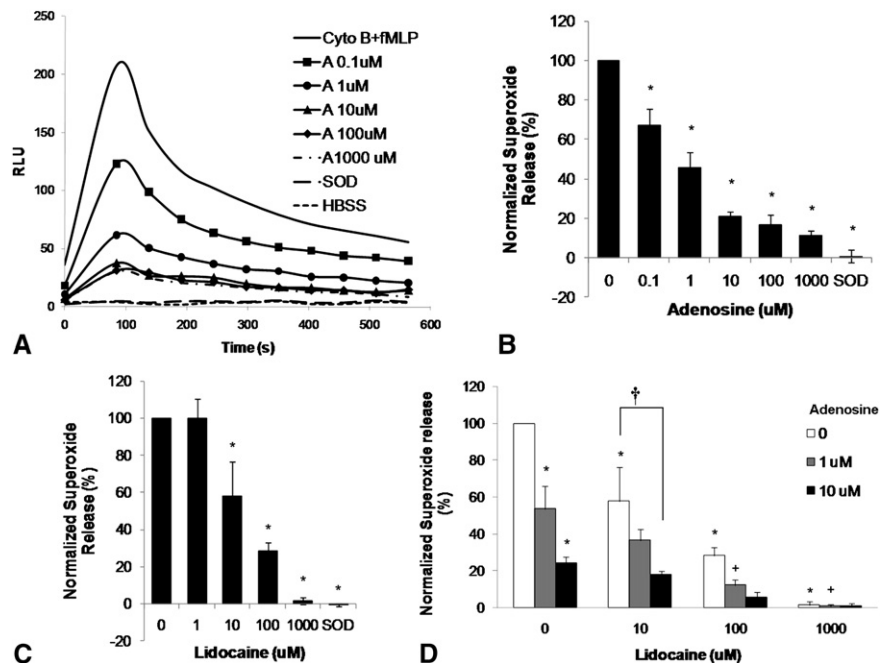 250
200
150
100
50
0
RLU
0 100 200 300 400 500 600
Time (s)
Cyto B+fMLP
A 0.1uM
A 1uM
A 10uM
A 100uM
A1000 uM
SOD
HBSS
A
120
100
80
60
40
20
0
-20
Normalized Superoxide
Release (%)
* * * * * *
0 0.1 1 10 100 1000 SOD
Adenosine (uM)
B
120
100
80
60
40
20
0
-20
Normalized Superoxide
Release (%)
* * * *
0 1 10 100 1000 SOD
Lidocaine (uM)
C
120
100
80
60
40
20
0
Normalized Superoxide release
(%)
‡
* * * * + * +
Adenosine
0
1 uM
10 uM
0 10 100 1000
Lidocaine (uM)
D